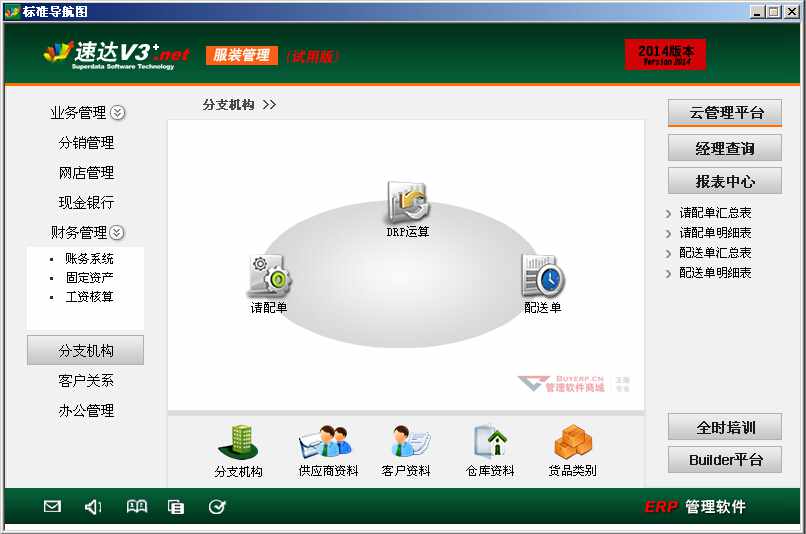 标准导航图
速达V3+.net
Superdata Software Technology
服装管理
(试用版)
2014版本
Version 2014
业务管理
分销管理
网店管理
现金银行
财务管理
账务系统
固定资产
工资核算
分支机构
客户关系
办公管理
分支机构 >>
DRP运算
请配单
配送单
BUYERP.CN
管理软件商城
正版
分支机构
供应商资料
客户资料
仓库资料
货品类别
云管理平台
经理查询
报表中心
请配单汇总表
请配单明细表
配送单汇总表
配送单明细表
全时培训
Builder平台
ERP 管理软件